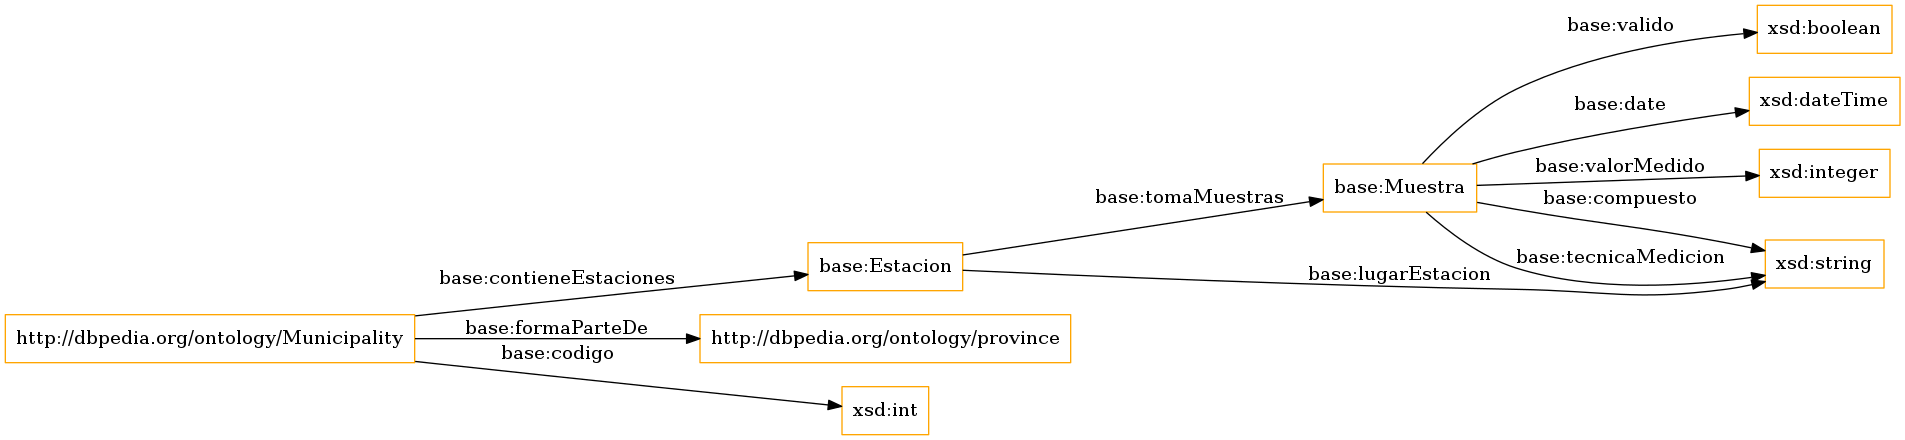 base:valido
xsd:boolean
base:date
xsd:dateTime
base:valorMedido
xsd:integer
base:Muestra
base:compuesto
base:tomaMuestras
base:tecnicaMedicion
xsd:string
base:Estacion
base:lugarEstacion
base:contieneEstaciones
http://dbpedia.org/ontology/Municipality
base:formaParteDe
http://dbpedia.org/ontology/province
base:codigo
xsd:int